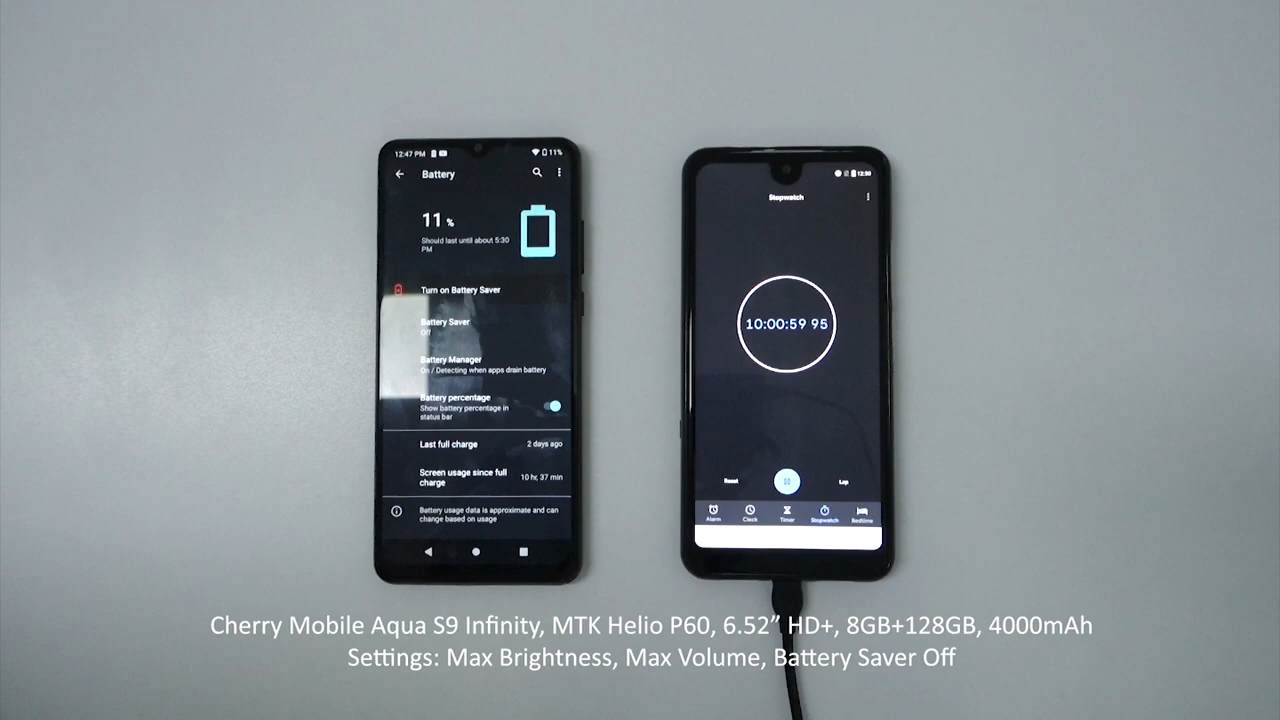 12:47 PM
11%
Battery
11 %
Should last until about 5:30
PM
Turn on Battery Saver
Battery Saver
Off
Battery Manager
On / Detecting when apps drain battery
Battery percentage
Show battery percentage in
status bar
Last full charge
2 days ago
Screen usage since full
charge
10 hr, 37 min
Battery usage data is approximate and can
change based on usage
Stopwatch
10:00:59 95
Reset
Lap
Alarm
Clock
Timer
Stopwatch
Bedtime
Cherry Mobile Aqua S9 Infinity, MTK Helio P60, 6.52” HD+, 8GB+128GB, 4000mAh
Settings: Max Brightness, Max Volume, Battery Saver Off